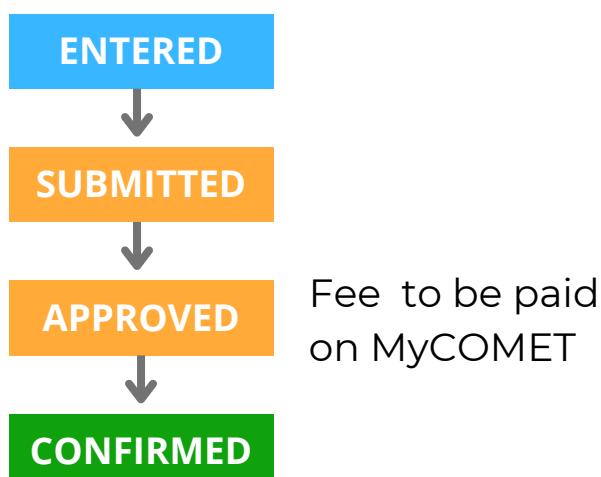 ENTERED
SUBMITTED
APPROVED
Fee to be paid
on MyCOMET
CONFIRMED